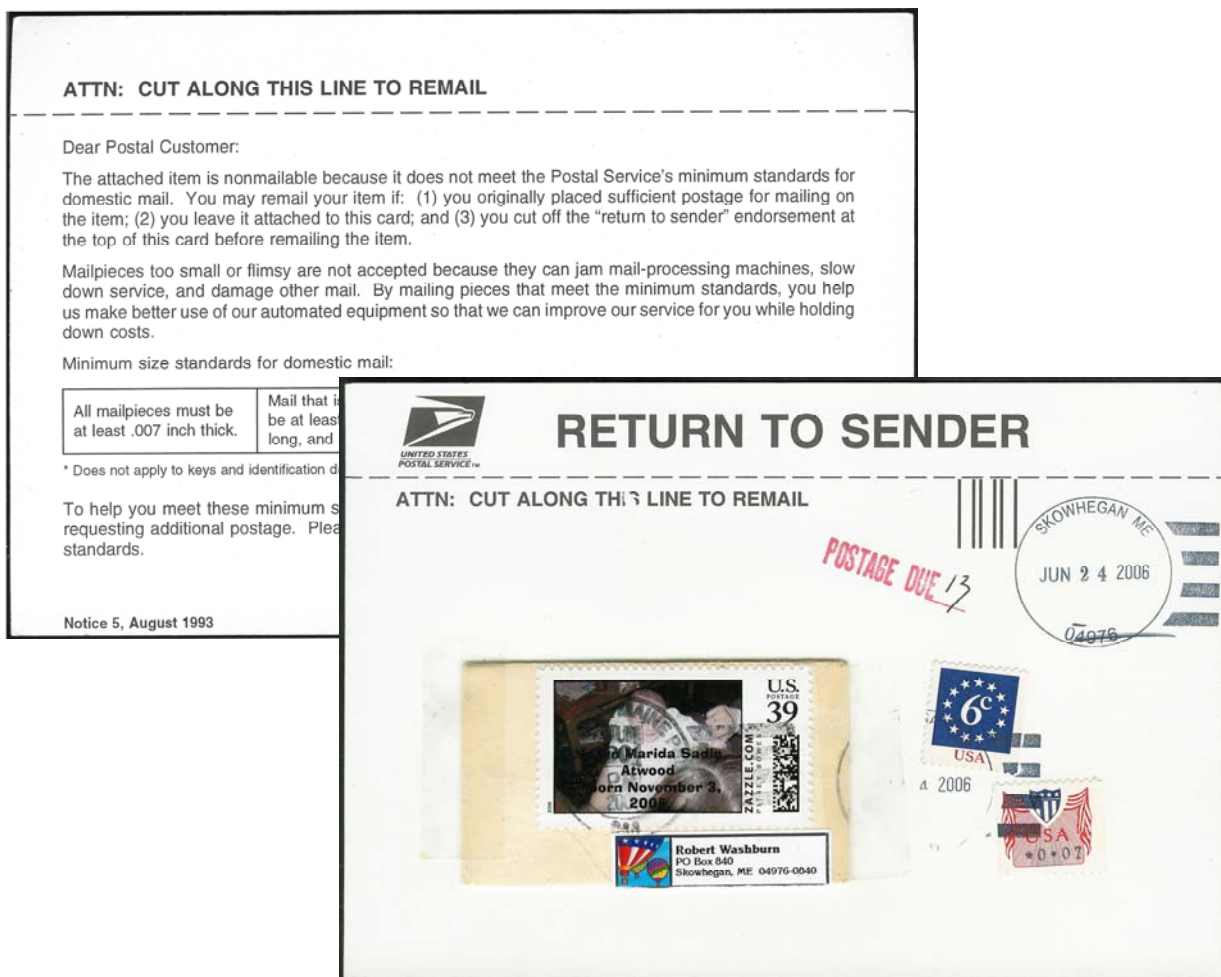 ATTN: CUT ALONG THIS LINE TO REMAIL
Dear Postal Customer:
The attached item is nonmailable because it does not meet the Postal Service's minimum standards for
domestic mail. You may remail your item if: (1) you originally placed sufficient postage for mailing on
the item; (2) you leave it attached to this card; and (3) you cut off the "return to sender" endorsement at
the top of this card before remailing the item.
Mailpieces too small or flimsy are not accepted because they can jam mail-processing machines, slow
down service, and damage other mail. By mailing pieces that meet the minimum standards, you help
us make better use of our automated equipment so that we can improve our service for you while holding
down costs.
Minimum size standards for domestic mail:
All mailpieces must be
at least .007 inch thick.
Mail that
be at least
long, and
* Does not apply to keys and identification
To help you meet these minimum
requesting additional postage.
standards.
Notice 5, August 1993
UNITED STATES
POSTAL SERVICE TM
RETURN TO SENDER
ATTN: CUT ALONG THIS LINE TO REMAIL
POSTAGE DUE 13
SKOWHEGAN ME
JUN 24 2006
04976
U.S.
POSTAGE
39
ZAZZLE.COM
PITNEY BOWES
Marida Sadie
Atwood
Born November 3,
6c
USA
2006
USA
*0*07
Robert Washburn
PO Box 840
Skowhegan, ME 04976-0840